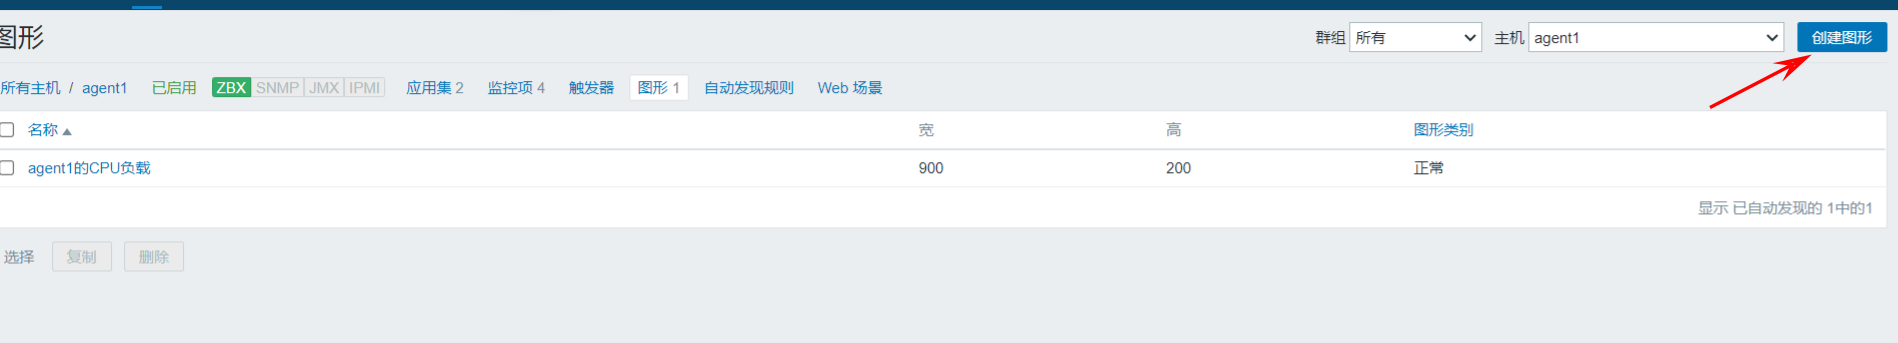 图形 群组 所有 主机 agent1 创建图形
所有主机 / agent1 已启用 ZBX SNMP JMX IPMI 应用集 2 监控项 4 触发器 图形 1 自动发现规则 Web 场景
名称 宽 高 图形类别
agent1的CPU负载 900 200 正常
显示 已自动发现的 1中的1
选择 复制 删除